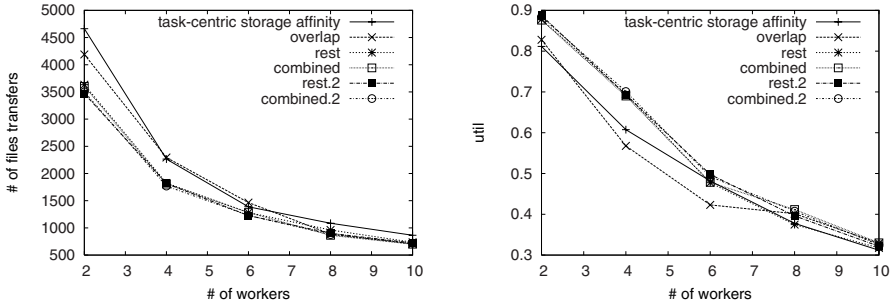 5000
4500
4000
3500
3000
2500
2000
1500
1000
500
# of files transfers
task-centric storage affinity
overlap
rest
combined
rest.2
combined.2
2 3 4 5 6 7 8 9 10
# of workers
0.9
0.8
0.7
0.6
0.5
0.4
0.3
util
task-centric storage affinity
overlap
rest
combined
rest.2
combined.2
2 3 4 5 6 7 8 9 10
# of workers